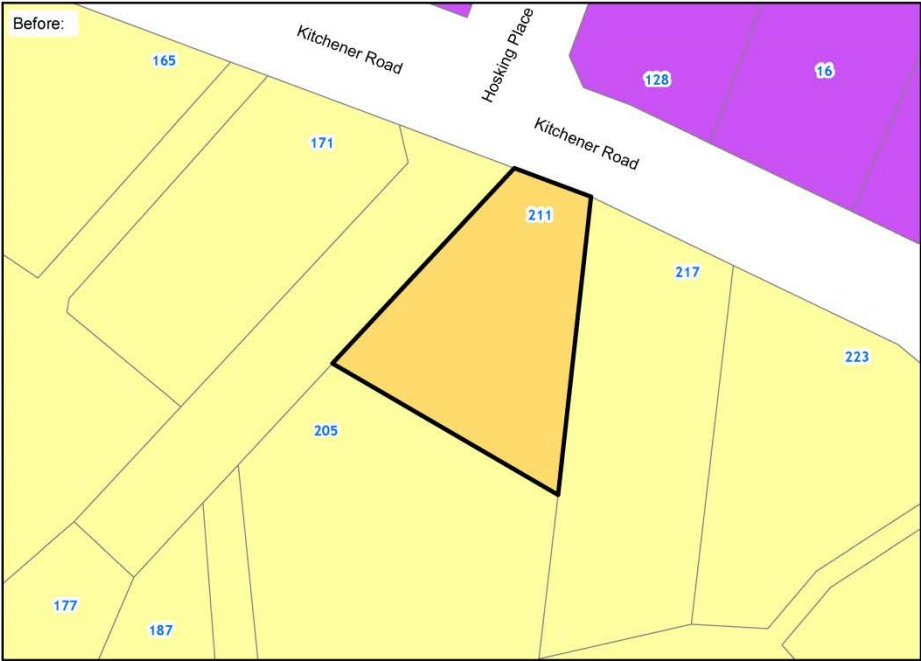 Before:
Kitchener Road
Hosking Place
165
128
16
171
Kitchener Road
211
217
223
205
177
187